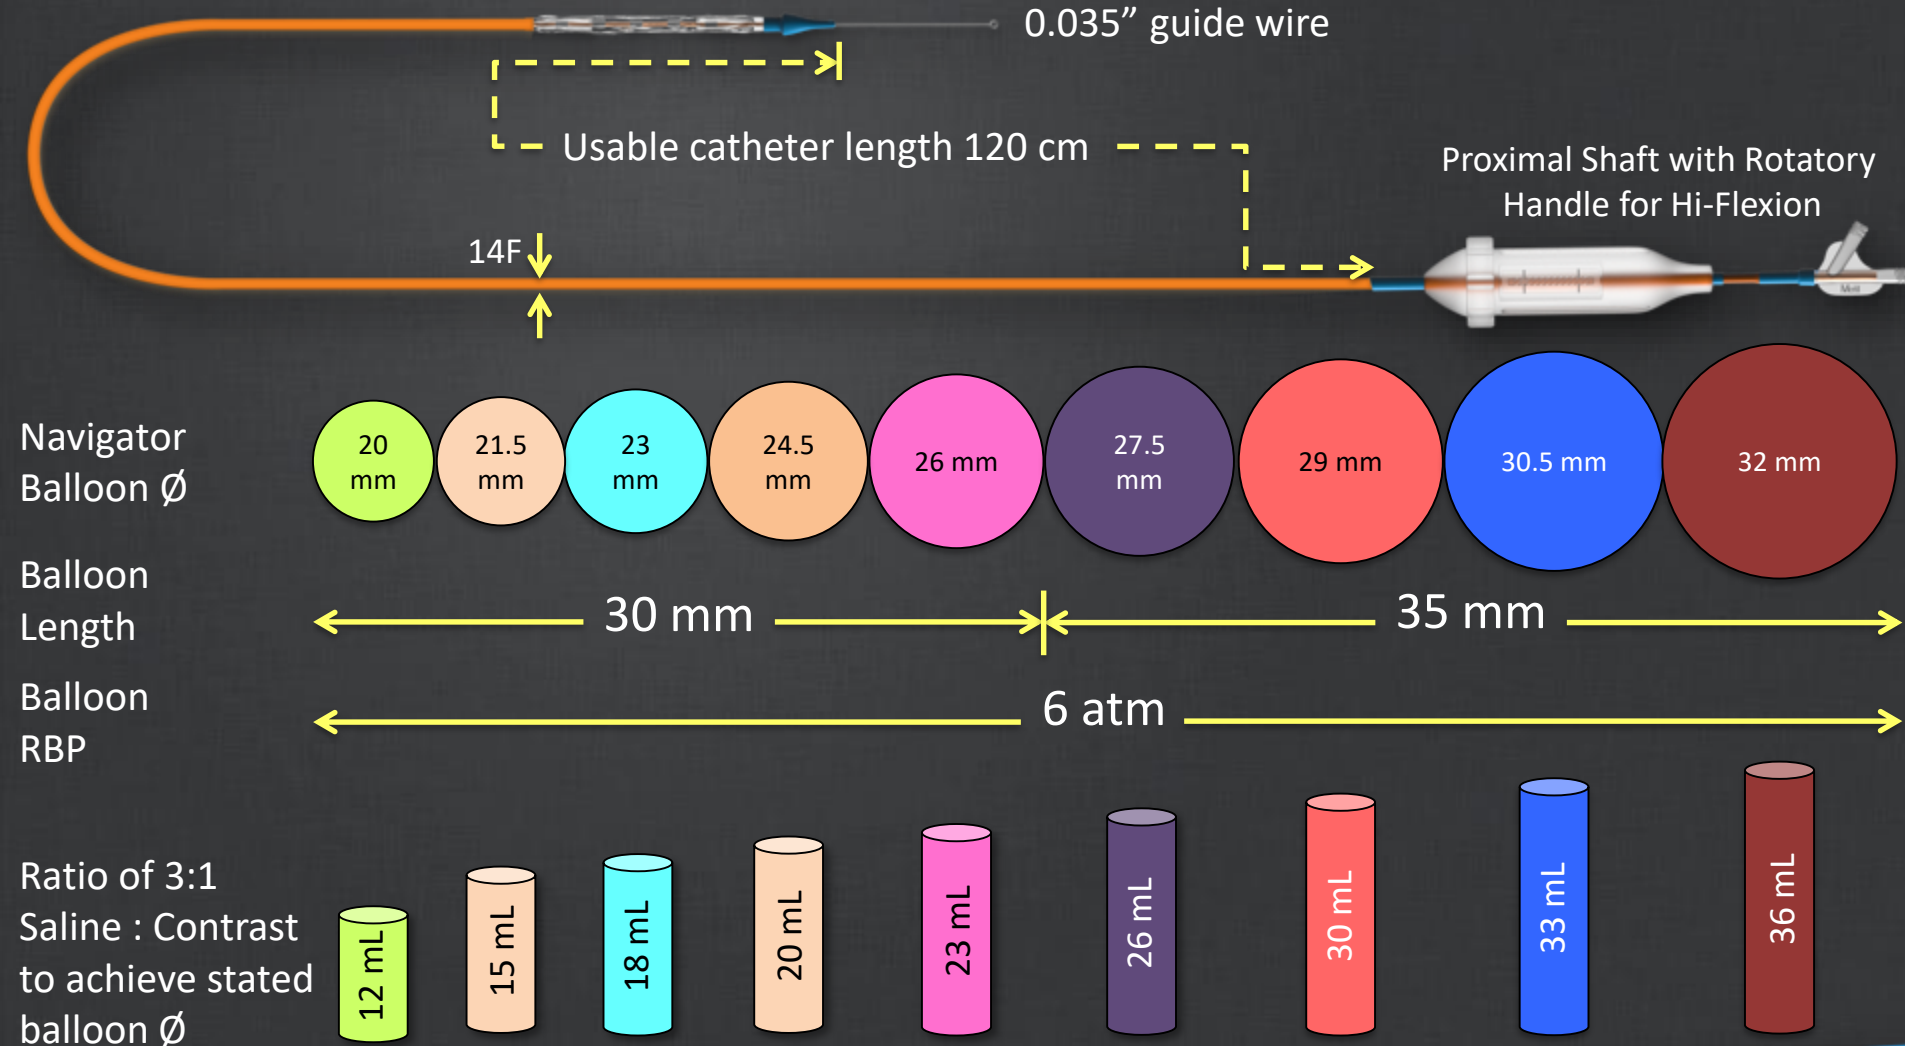 0.035” guide wire
Usable catheter length 120 cm
Proximal Shaft with Rotatory
Handle for Hi-Flexion
14F
Navigator
Balloon Ø
20
mm
21.5
mm
23
mm
24.5
mm
26 mm
27.5
mm
29 mm
30.5 mm
32 mm
Balloon
Length
30 mm
35 mm
Balloon
RBP
6 atm
Ratio of 3:1
Saline : Contrast
to achieve stated
balloon Ø
12 mL
15 mL
18 mL
20 mL
23 mL
26 mL
30 mL
33 mL
36 mL